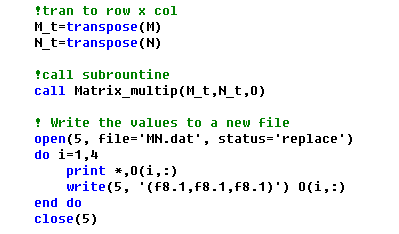 !tran to row x col
M_t=transpose(M)
N_t=transpose(N)
!call subrountine
call Matrix_multip(M_t,N_t,O)
! Write the values to a new file
open(5, file='MN.dat', status='replace')
do i=1,4
print *,O(i,:)
write(5, '(f8.1,f8.1,f8.1)') O(i,:)
end do
close(5)